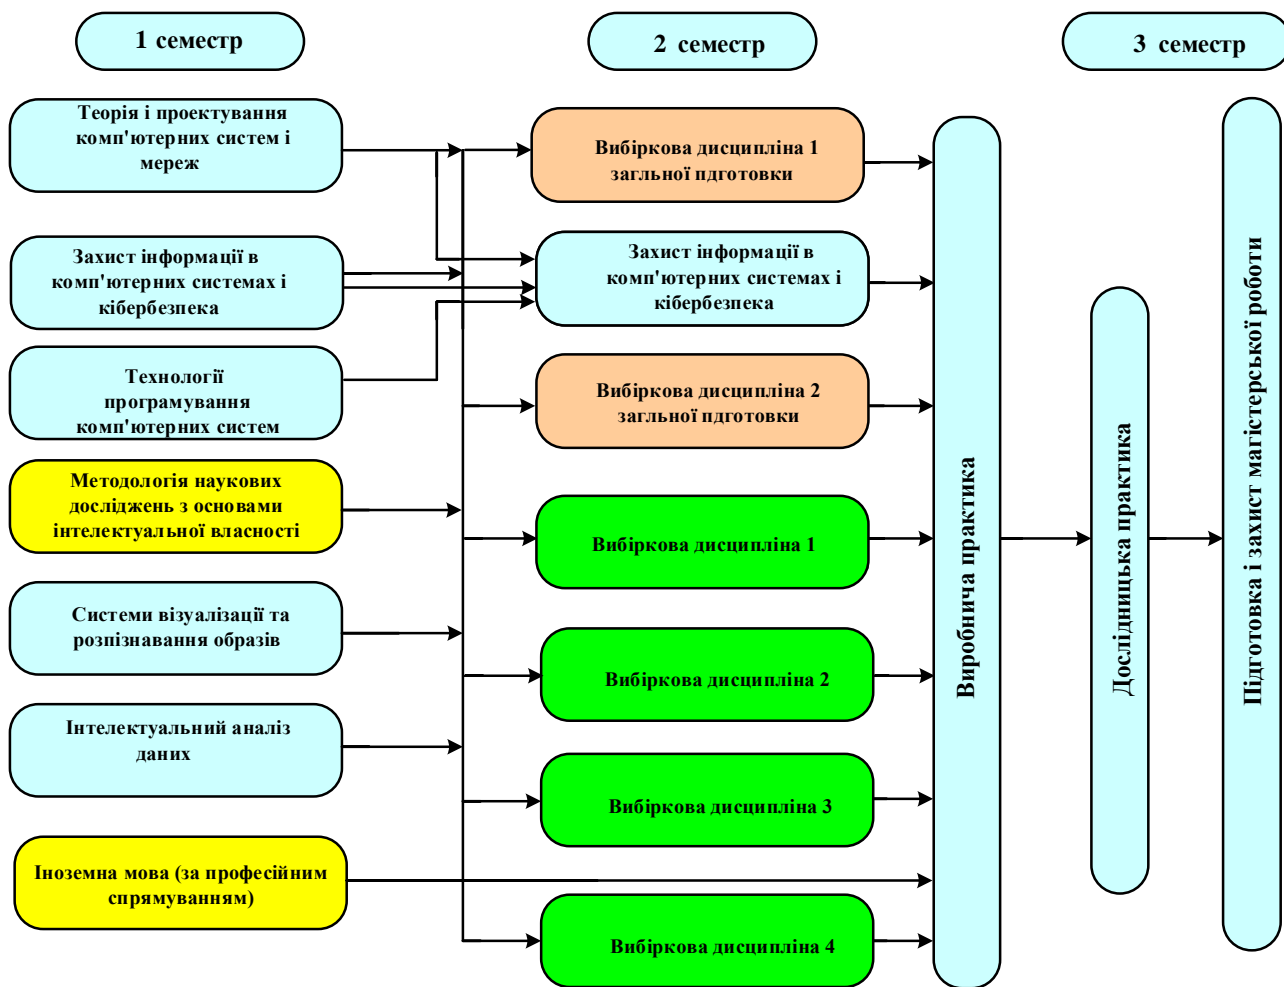 1 семестр
2 семестр
3 семестр
Теорія і проектування
комп'ютерних систем і
мереж
Захист інформації в
комп'ютерних системах і
кібербезпека
Технології
програмування
комп'ютерних систем
Методологія наукових
досліджень з основами
інтелектуальної власності
Системи візуалізації та
розпізнавання образів
Інтелектуальний аналіз
даних
Іноземна мова (за професійним
спрямуванням)
Вибіркова дисципліна 1
загльної пдготовки
Захист інформації в
комп'ютерних системах і
кібербезпека
Вибіркова дисципліна 2
загльної пдготовки
Вибіркова дисципліна 1
Вибіркова дисципліна 2
Вибіркова дисципліна 3
Вибіркова дисципліна 4
Виробнича практика
Дослідницька практика
Підготовка і захист магістерської роботи